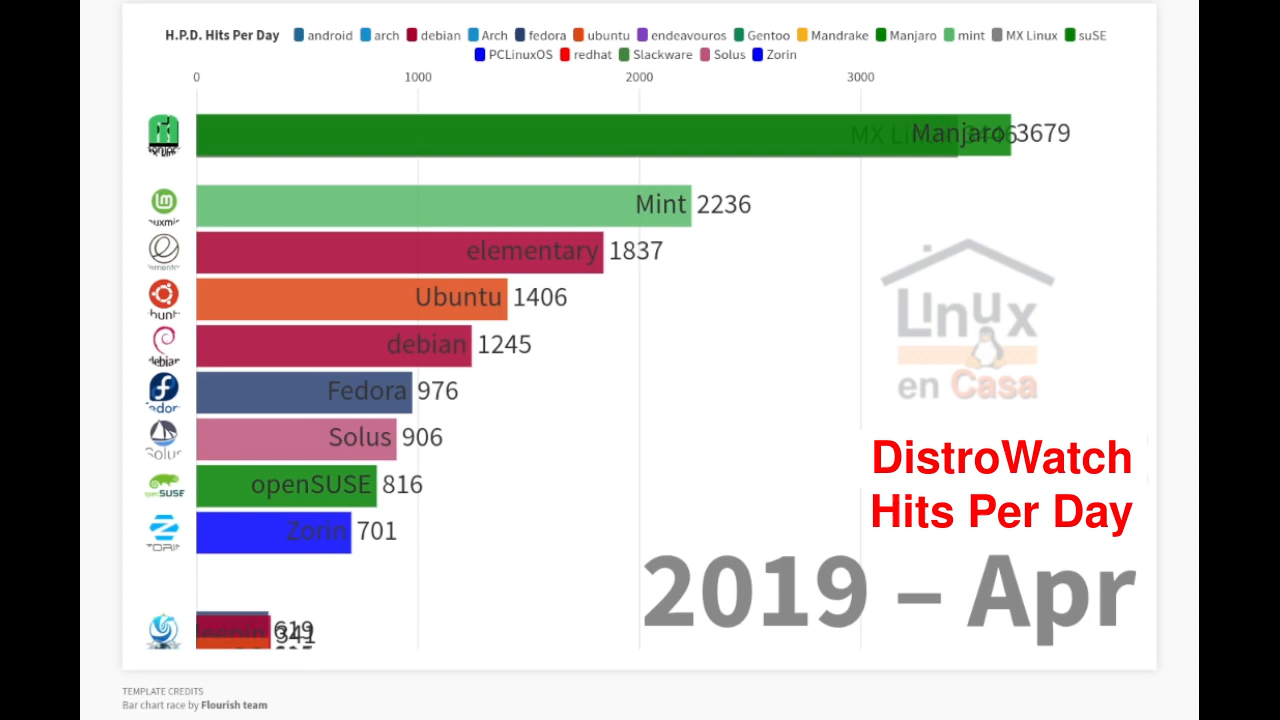 H.P.D. Hits Per Day android arch debian Arch fedora ubuntu endeavouros Gentoo Mandrake Manjaro mint MX Linux suSE
PCLinuxOS redhat Slackware Solus Zorin
0 1000 2000 3000
Manjaro 3679
Mint 2236
elementary 1837
Ubuntu 1406
debian 1245
Fedora 976
Solus 906
openSUSE 816
Zorin 701
Linux
en Casa
DistroWatch
Hits Per Day
2019 – Apr
TEMPLATE CREDITS
Bar chart race by Flourish team